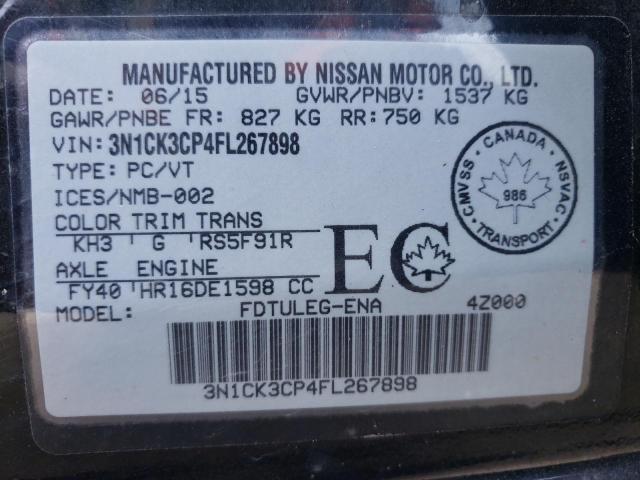 MANUFACTURED BY NISSAN MOTOR CO., LTD.
DATE: 06/15 GVWR/PNBV: 1537 KG
GAWR/PNBE FR: 827 KG RR:750 KG
VIN: 3N1CK3CP4FL267898
TYPE: PC/VT
ICES/NMB-002
COLOR TRIM TRANS
KH3 G RS5F91R
AXLE ENGINE
FY40 HR16DE1598 CC
MODEL: FDTULEG-ENA 4Z000
3N1CK3CP4FL267898
EC
CANADA
CMVSS NSVAC
986
TRANSPORT